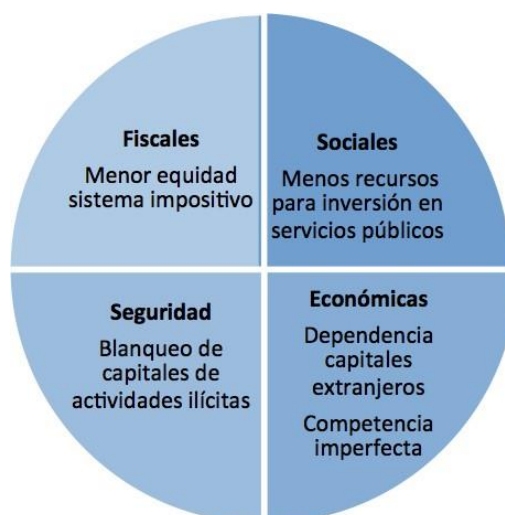 Fiscales
Menor equidad
sistema impositivo
Sociales
Menos recursos
para inversión en
servicios públicos
Seguridad
Blanqueo de
capitales de
actividades ilícitas
Económicas
Dependencia
capitales
extranjeros
Competencia
imperfecta